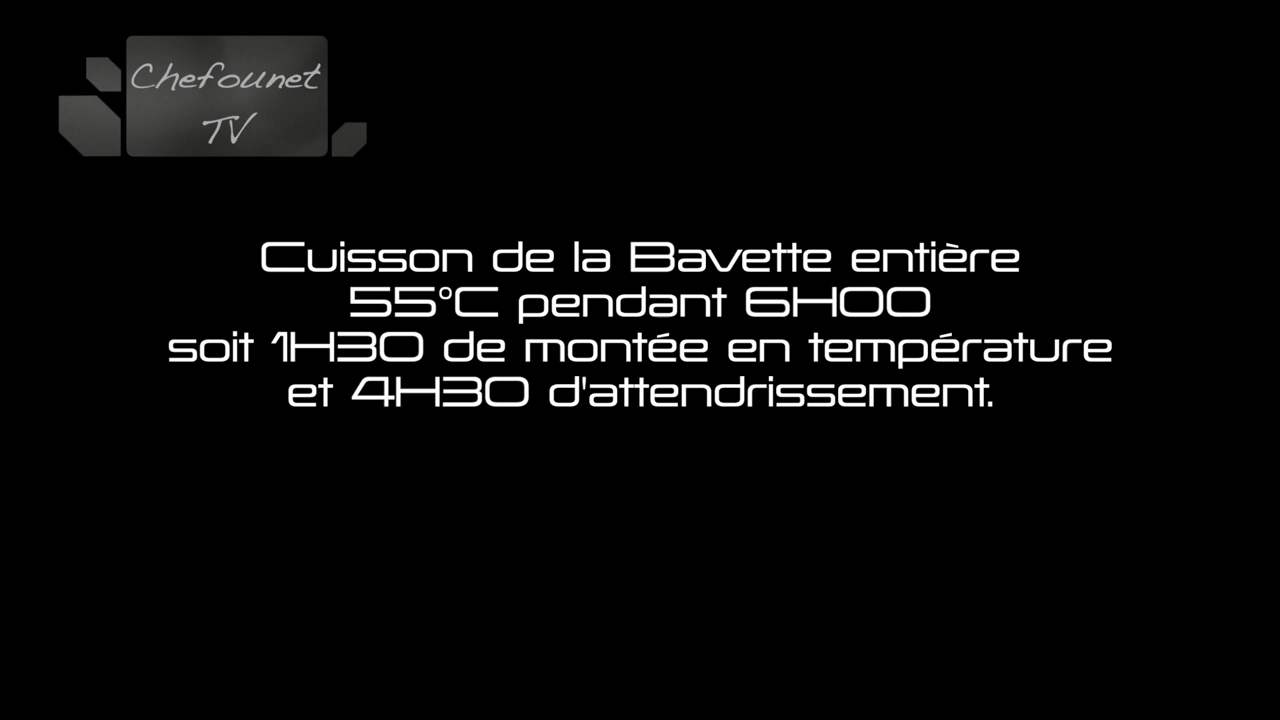 Chefounet
TV
Cuisson de la Bavette entière
55°C pendant 6H00
soit 1H30 de montée en température
et 4H30 d'attendrissement.